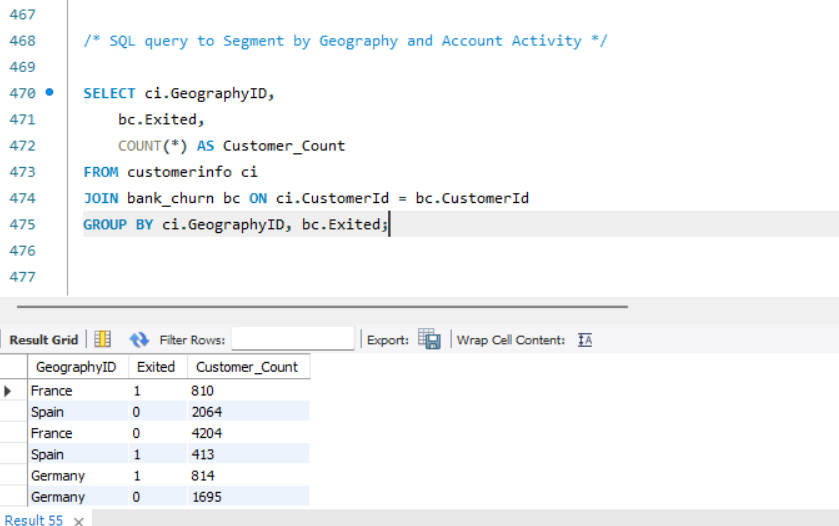 467
468 /* SQL query to Segment by Geography and Account Activity */
469
470 SELECT ci.GeographyID,
471 bc.Exited,
472 COUNT(*) AS Customer_Count
473 FROM customerinfo ci
474 JOIN bank_churn bc ON ci.CustomerId = bc.CustomerId
475 GROUP BY ci.GeographyID, bc.Exited;
476
477
Result Grid Filter Rows: Export: Wrap Cell Content: IA
GeographyID Exited Customer_Count
France 1 810
Spain 0 2064
France 0 4204
Spain 1 413
Germany 1 814
Germany 0 1695
Result 55 ×